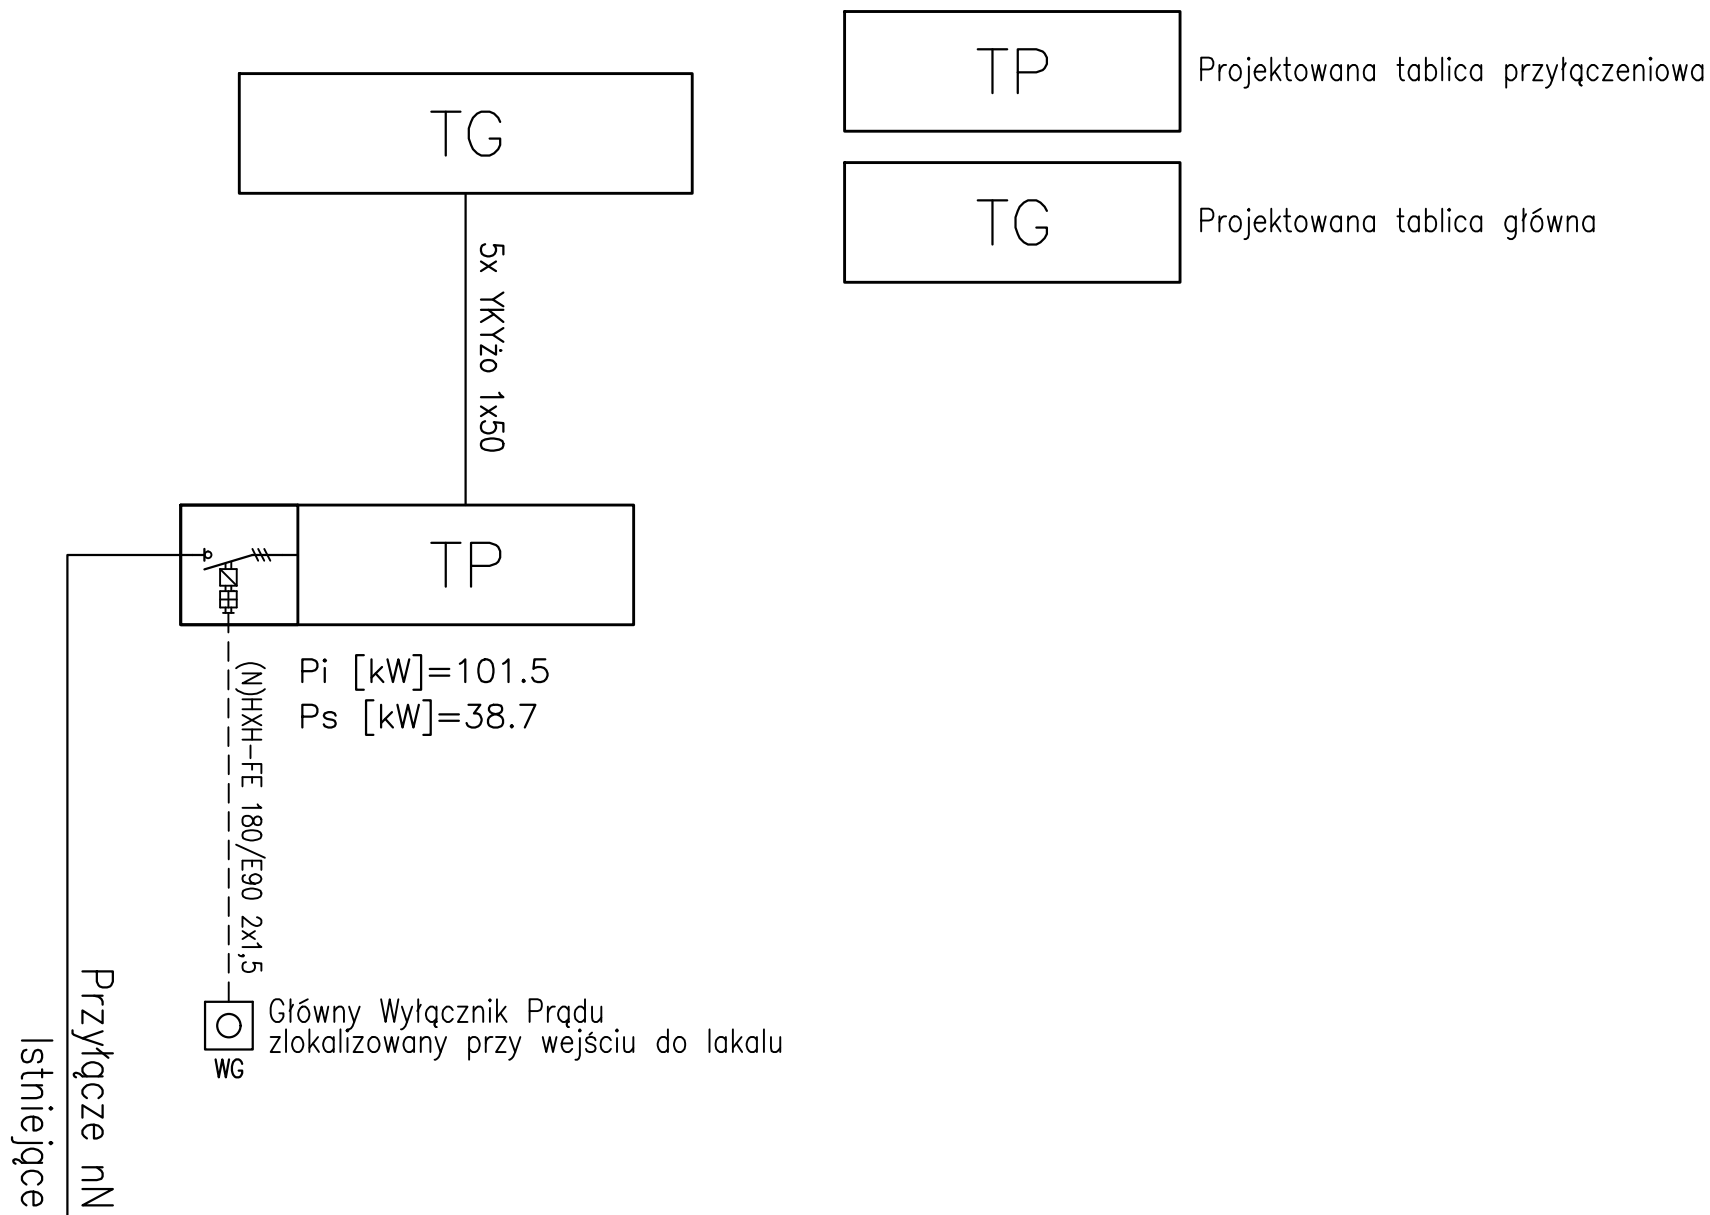 TP
Projektowana tablica przyłączeniowa
TG
TG
Projektowana tablica główna
5x YKYżo 1x50
TP
Pi [kW]=101.5
Ps [kW]=38.7
(N)HXH-FE 180/E90 2x1,5
Główny Wyłącznik Prądu
zlokalizowany przy wejściu do lakalu
WG
Przyłącze nN
Istniejące